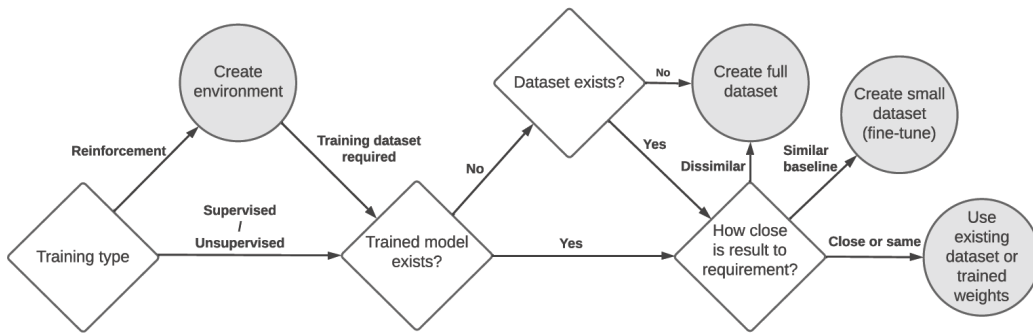 Training type
Reinforcement
Create
environment
Training dataset
required
Supervised
/
Unsupervised
Trained model
exists?
No
Dataset exists?
No
Create full
dataset
Yes
Yes
How close
is result to
requirement?
Dissimilar
Similar
baseline
Create small
dataset
(fine-tune)
Close or same
Use
existing
dataset or
trained
weights